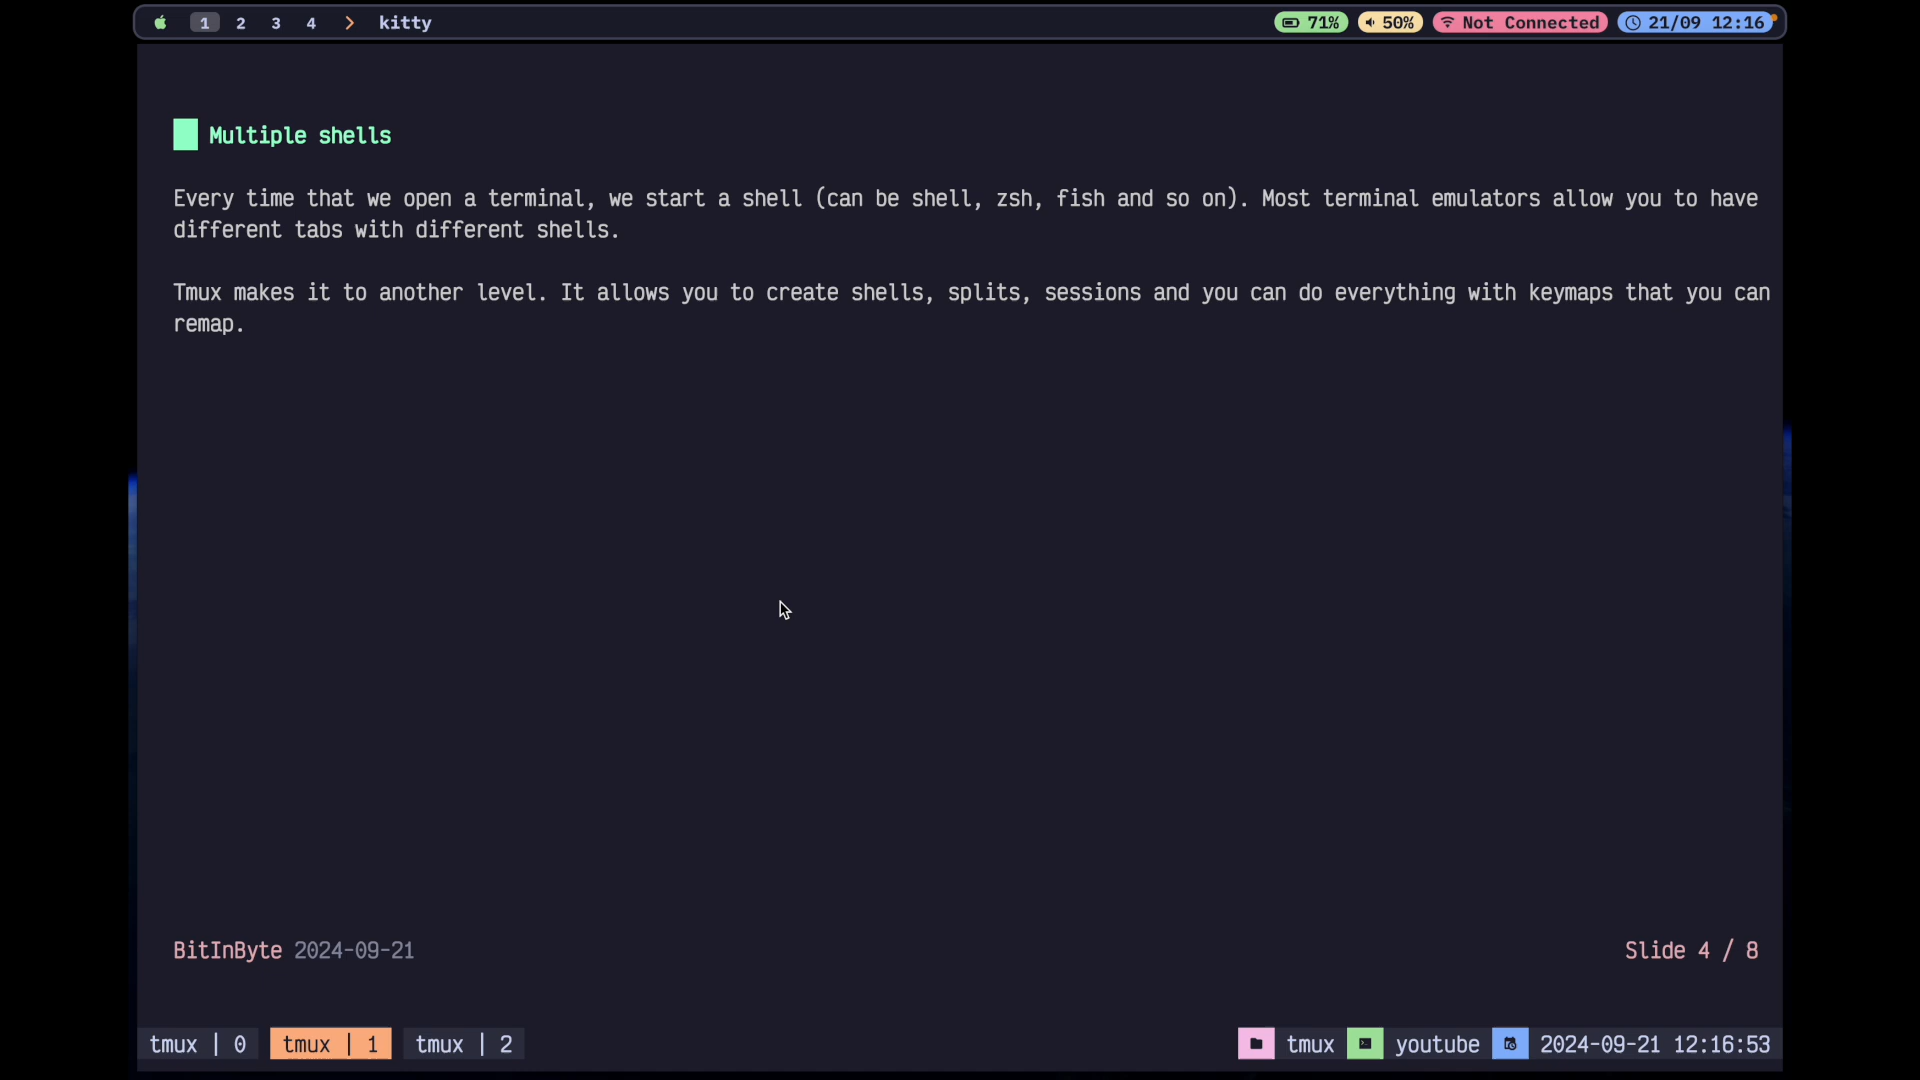 1 2 3 4 > kitty 71% 50% Not Connected 21/09 12:16
Multiple shells
Every time that we open a terminal, we start a shell (can be shell, zsh, fish and so on). Most terminal emulators allow you to have
different tabs with different shells.
Tmux makes it to another level. It allows you to create shells, splits, sessions and you can do everything with keymaps that you can
remap.
BitInByte 2024-09-21 Slide 4 / 8
tmux | 0 tmux | 1 tmux | 2 tmux youtube 2024-09-21 12:16:53